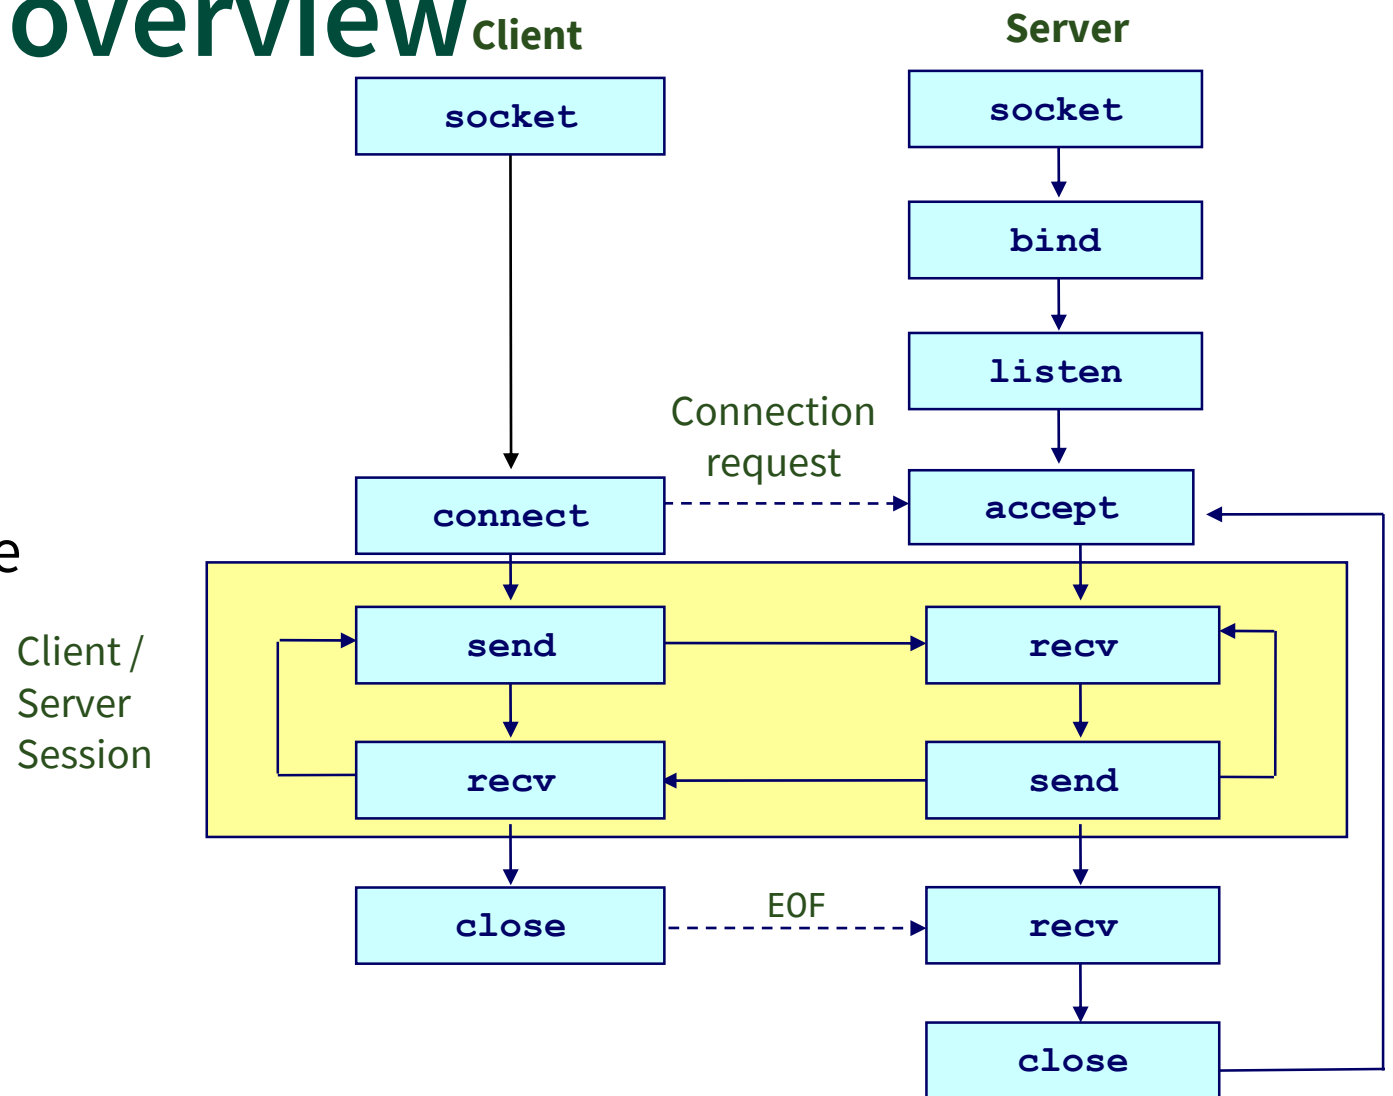 overview
Client
Server
socket
socket
bind
listen
Connection
request
connect
accept
e
Client /
Server
Session
send
recv
recv
send
close
EOF
recv
close